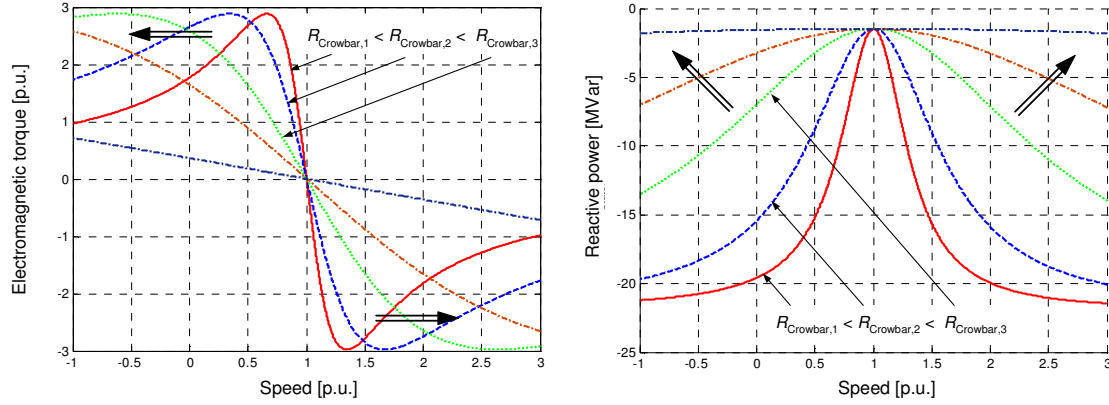 Electromagnetic torque [p.u.]
3
2
1
0
-1
-2
-3
R_Crowbar,1 < R_Crowbar,2 < R_Crowbar,3
-1 -0.5 0 0.5 1 1.5 2 2.5 3
Speed [p.u.]
Reactive power [MVar]
0
-5
-10
-15
-20
-25
R_Crowbar,1 < R_Crowbar,2 < R_Crowbar,3
-1 -0.5 0 0.5 1 1.5 2 2.5 3
Speed [p.u.]